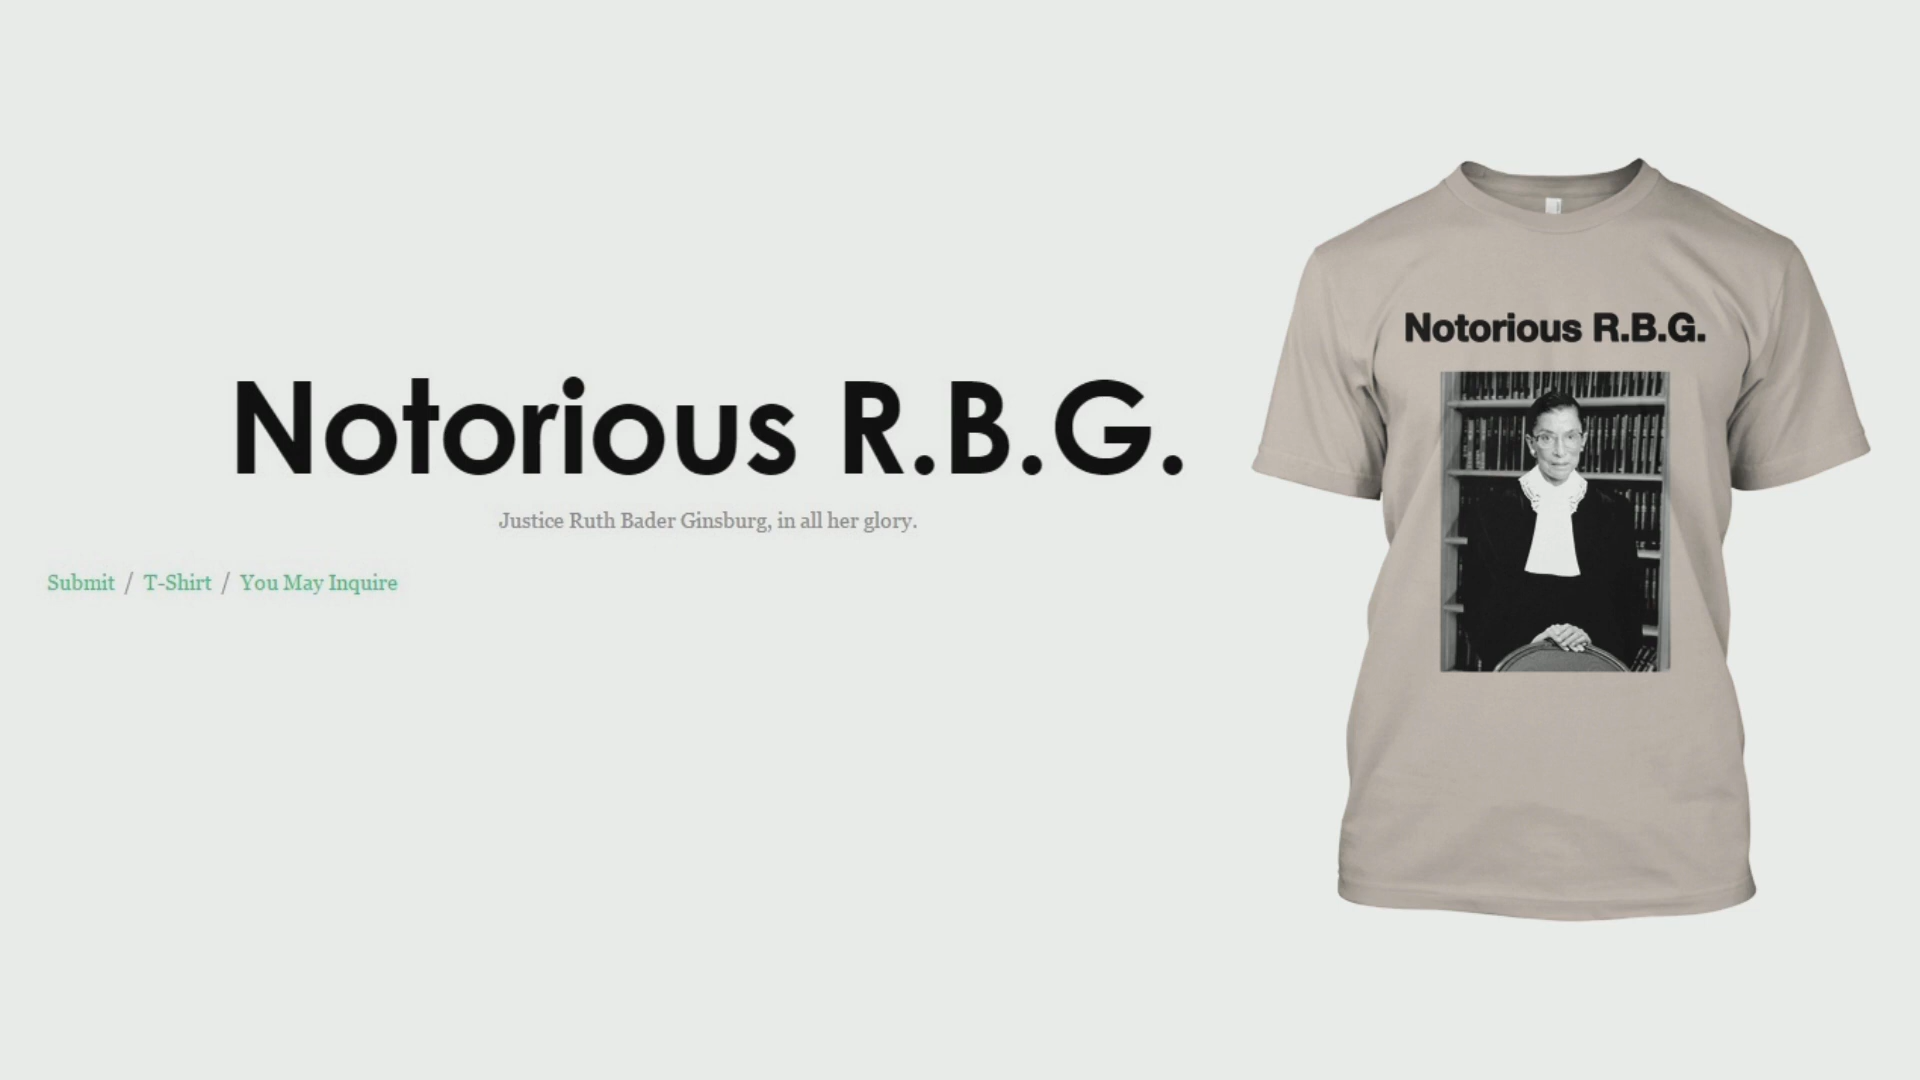 Notorious R.B.G.
Justice Ruth Bader Ginsburg, in all her glory.
Submit / T-Shirt / You May Inquire
Notorious R.B.G.